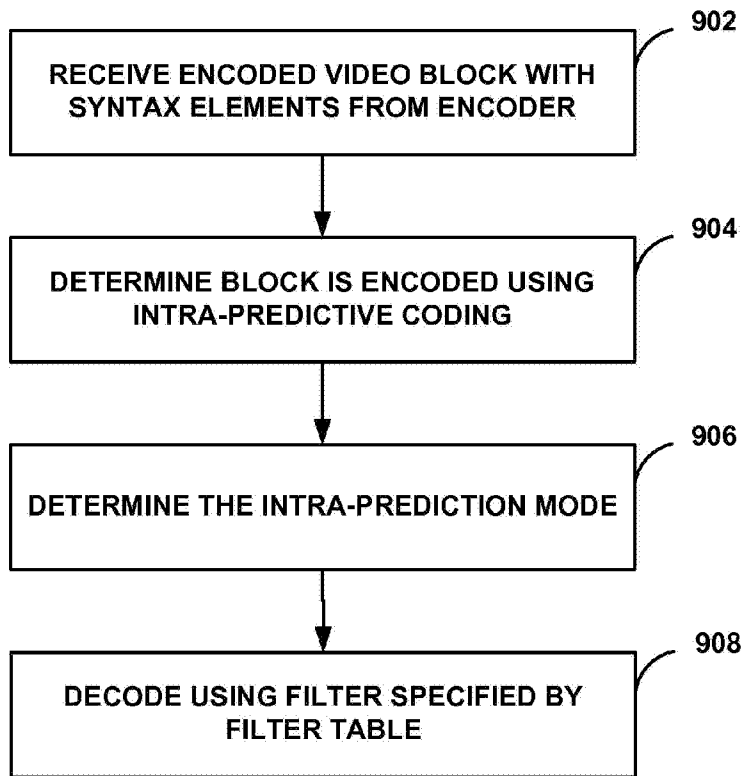 902
RECEIVE ENCODED VIDEO BLOCK WITH
SYNTAX ELEMENTS FROM ENCODER
904
DETERMINE BLOCK IS ENCODED USING
INTRA-PREDICTIVE CODING
906
DETERMINE THE INTRA-PREDICTION MODE
908
DECODE USING FILTER SPECIFIED BY
FILTER TABLE